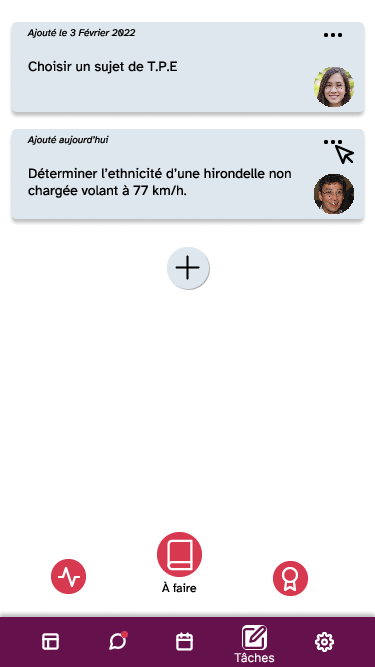 Ajouté le 3 Février 2022
Choisir un sujet de T.P.E
Ajouté aujourd'hui
Déterminer l'ethnicité d'une hirondelle non
chargée volant à 77 km/h.
À faire
Tâches